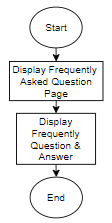 Start
Display Frequently
Asked Question
Page
Display
Frequently
Question &
Answer
End